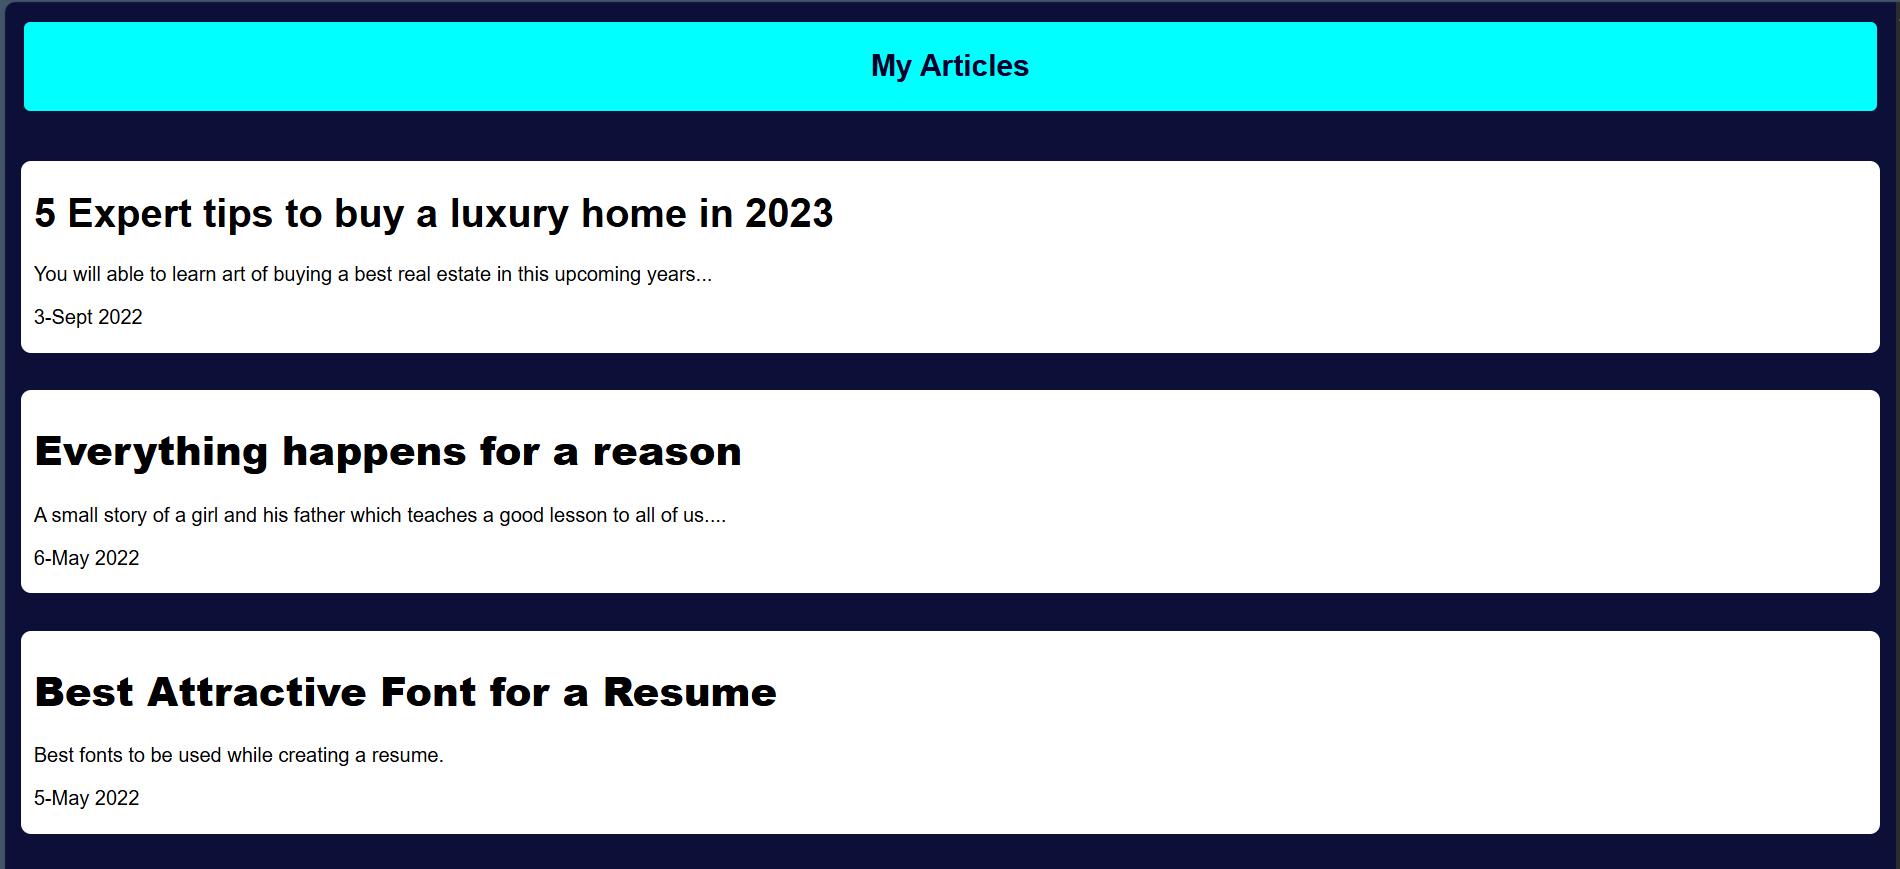 My Articles
5 Expert tips to buy a luxury home in 2023
You will able to learn art of buying a best real estate in this upcoming years...
3-Sept 2022
Everything happens for a reason
A small story of a girl and his father which teaches a good lesson to all of us....
6-May 2022
Best Attractive Font for a Resume
Best fonts to be used while creating a resume.
5-May 2022